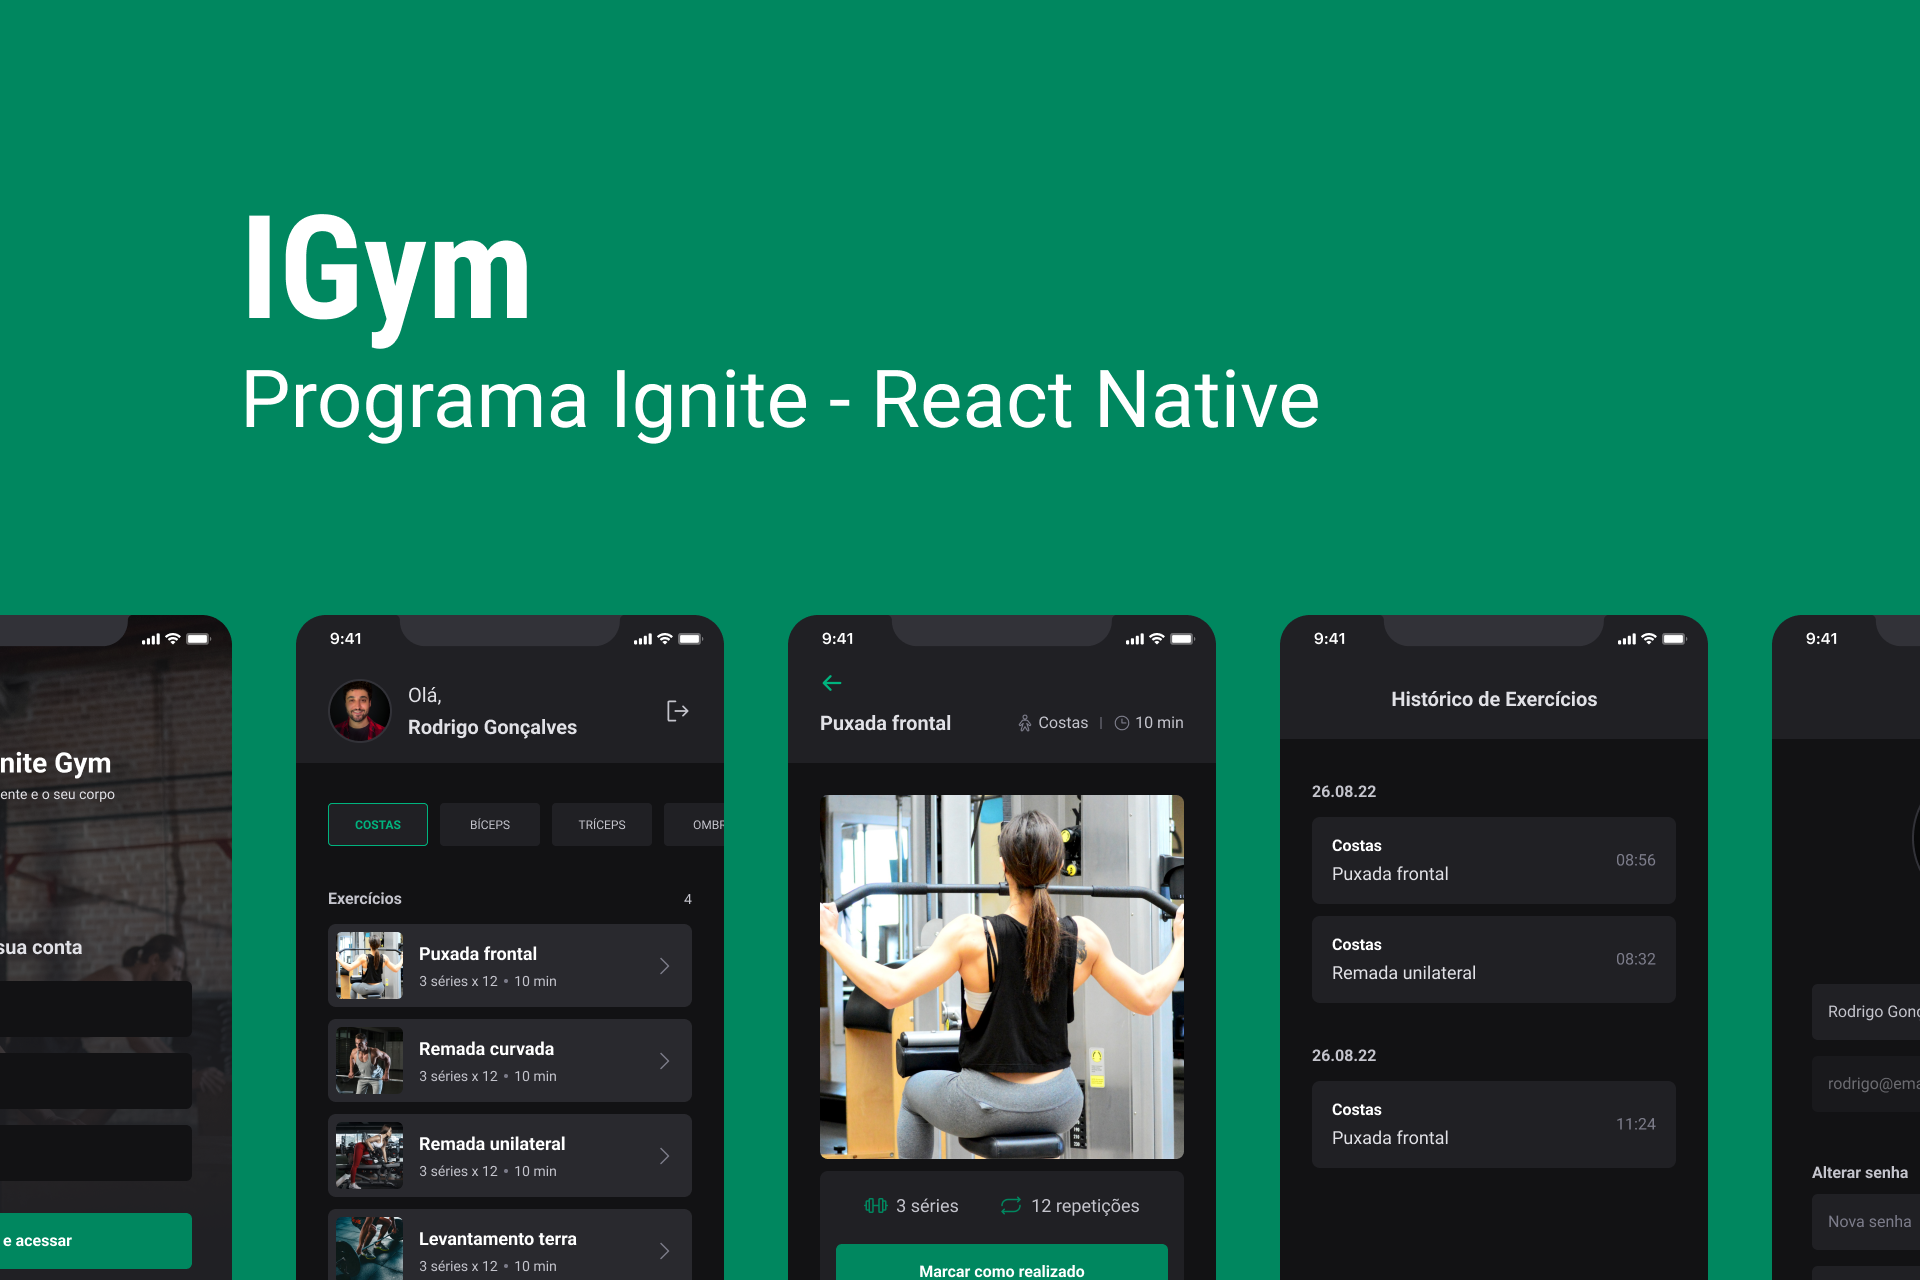 IGym
Programa Ignite - React Native
nite Gym
ente e o seu corpo
sua conta
e acessar
9:41
Olá,
Rodrigo Gonçalves
COSTAS
BÍCEPS
TRÍCEPS
OMBR
Exercícios
4
Puxada frontal
3 séries x 12 • 10 min
Remada curvada
3 séries x 12 • 10 min
Remada unilateral
3 séries x 12 • 10 min
Levantamento terra
3 séries x 12 • 10 min
9:41
Puxada frontal
Costas | 10 min
3 séries
12 repetições
Marcar como realizado
9:41
Histórico de Exercícios
26.08.22
Costas
Puxada frontal
08:56
Costas
Remada unilateral
08:32
26.08.22
Costas
Puxada frontal
11:24
9:41
Rodrigo Gonç
rodrigo@ema
Alterar senha
Nova senha